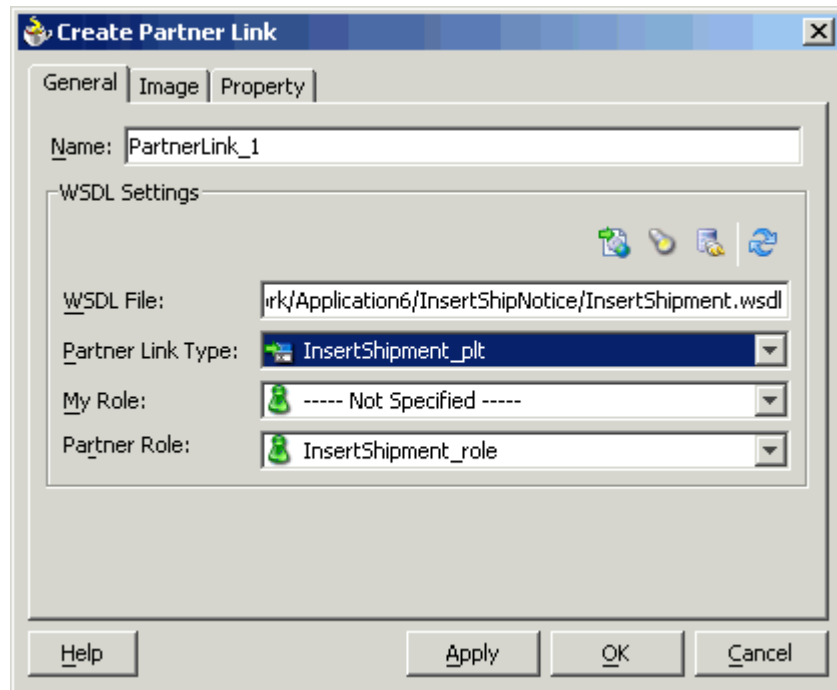 Create Partner Link
General Image Property
Name: PartnerLink_1
WSDL Settings
WSDL File: rk/Application6/InsertShipNotice/InsertShipment.wsdl
Partner Link Type: InsertShipment_plt
My Role: ----- Not Specified -----
Partner Role: InsertShipment_role
Help Apply OK Cancel